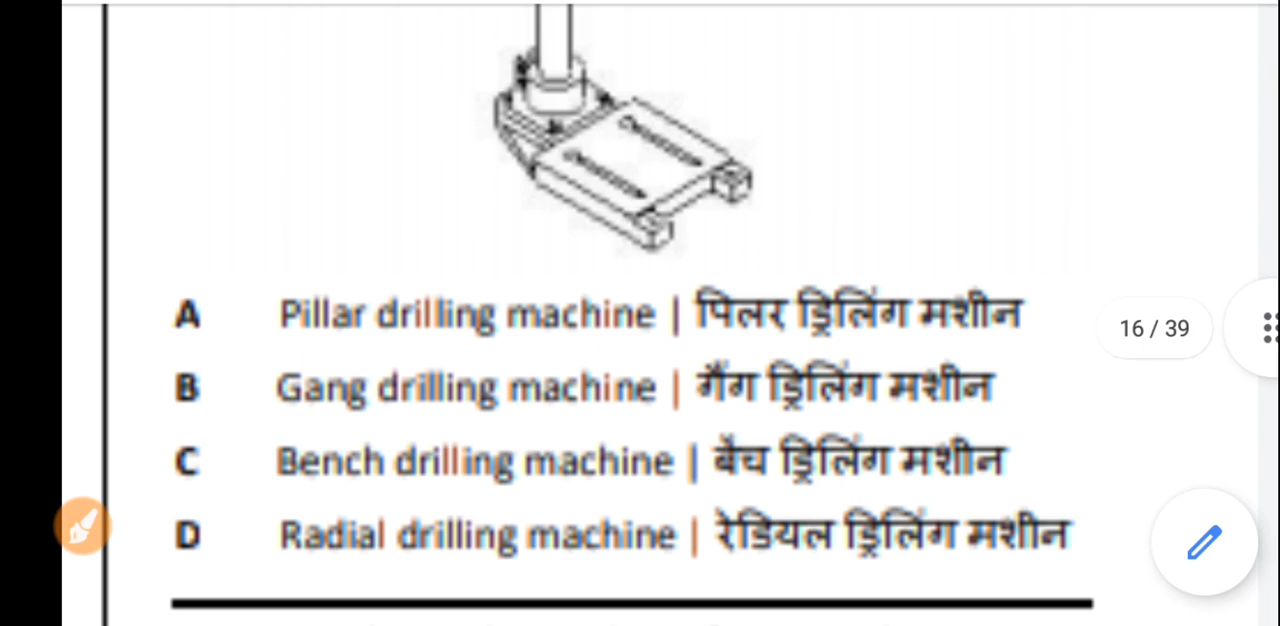 A Pillar drilling machine | पिलर ड्रिलिंग मशीन
16 / 39
B Gang drilling machine | गैंग ड्रिलिंग मशीन
C Bench drilling machine | बेंच ड्रिलिंग मशीन
D Radial drilling machine | रेडियल ड्रिलिंग मशीन